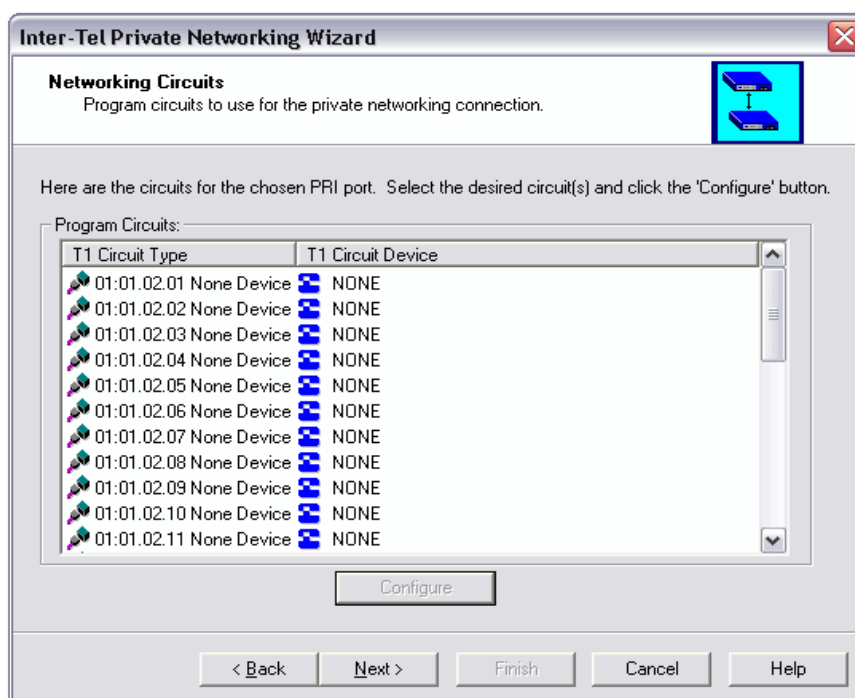 Inter-Tel Private Networking Wizard
Networking Circuits
Program circuits to use for the private networking connection.
Here are the circuits for the chosen PRI port. Select the desired circuit(s) and click the 'Configure' button.
Program Circuits:
T1 Circuit Type T1 Circuit Device
01:01.02.01 None Device NONE
01:01.02.02 None Device NONE
01:01.02.03 None Device NONE
01:01.02.04 None Device NONE
01:01.02.05 None Device NONE
01:01.02.06 None Device NONE
01:01.02.07 None Device NONE
01:01.02.08 None Device NONE
01:01.02.09 None Device NONE
01:01.02.10 None Device NONE
01:01.02.11 None Device NONE
Configure
< Back Next > Finish Cancel Help